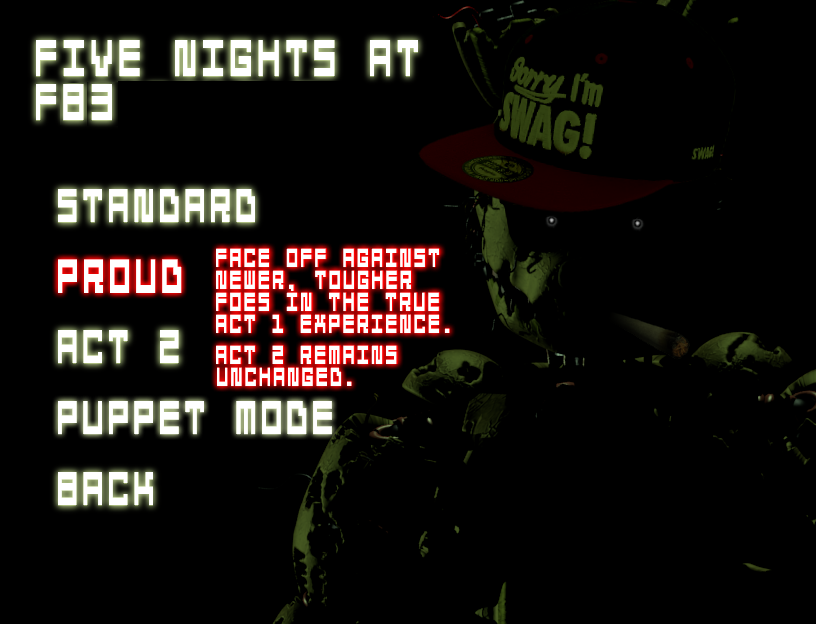 FIVE NIGHTS AT
F83
Sorry I'm
SWAG!
SWAG!
STANDARD
PROUD
FACE OFF AGAINST
NEWER, TOUGHER
FOES IN THE TRUE
ACT 1 EXPERIENCE.
ACT 2 REMAINS
UNCHANGED.
ACT 2
PUPPET MODE
BACK